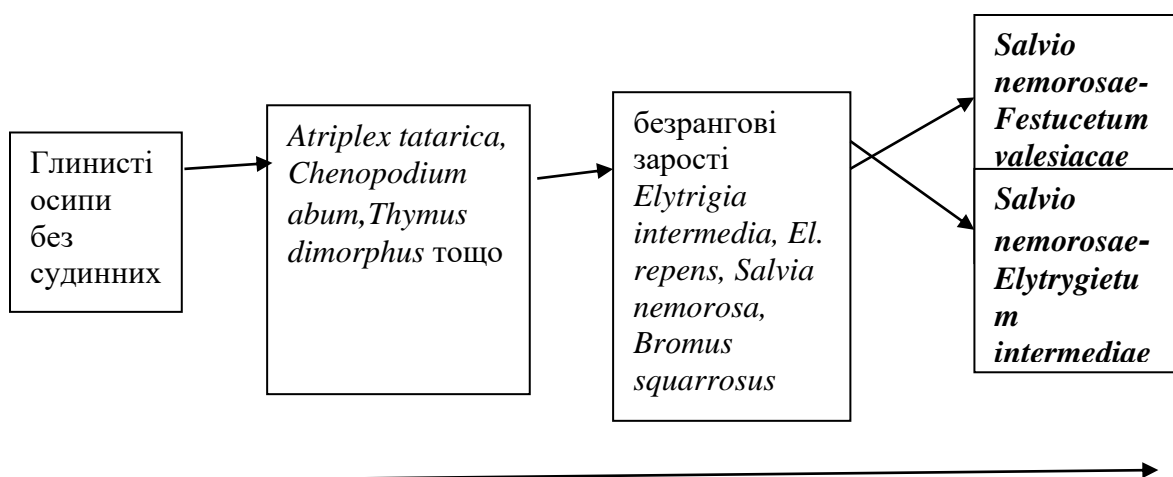 Глинисті
осипи
без
судинних
Atriplex tatarica,
Chenopodium
abum,Thymus
dimorphus тощо
безрангові
зарості
Elytrigia
intermedia, El.
repens, Salvia
nemorosa,
Bromus
squarrosus
Salvio
nemorosae-
Festucetum
valesiacae
Salvio
nemorosae-
Elytrygietu
m
intermediae